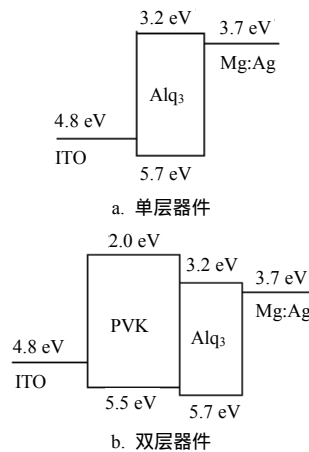 3.2 eV
3.7 eV
Alq₃
Mg:Ag
4.8 eV
ITO
5.7 eV
a. 单层器件
2.0 eV
3.2 eV
3.7 eV
PVK
Alq₃
Mg:Ag
4.8 eV
ITO
5.5 eV
5.7 eV
b. 双层器件